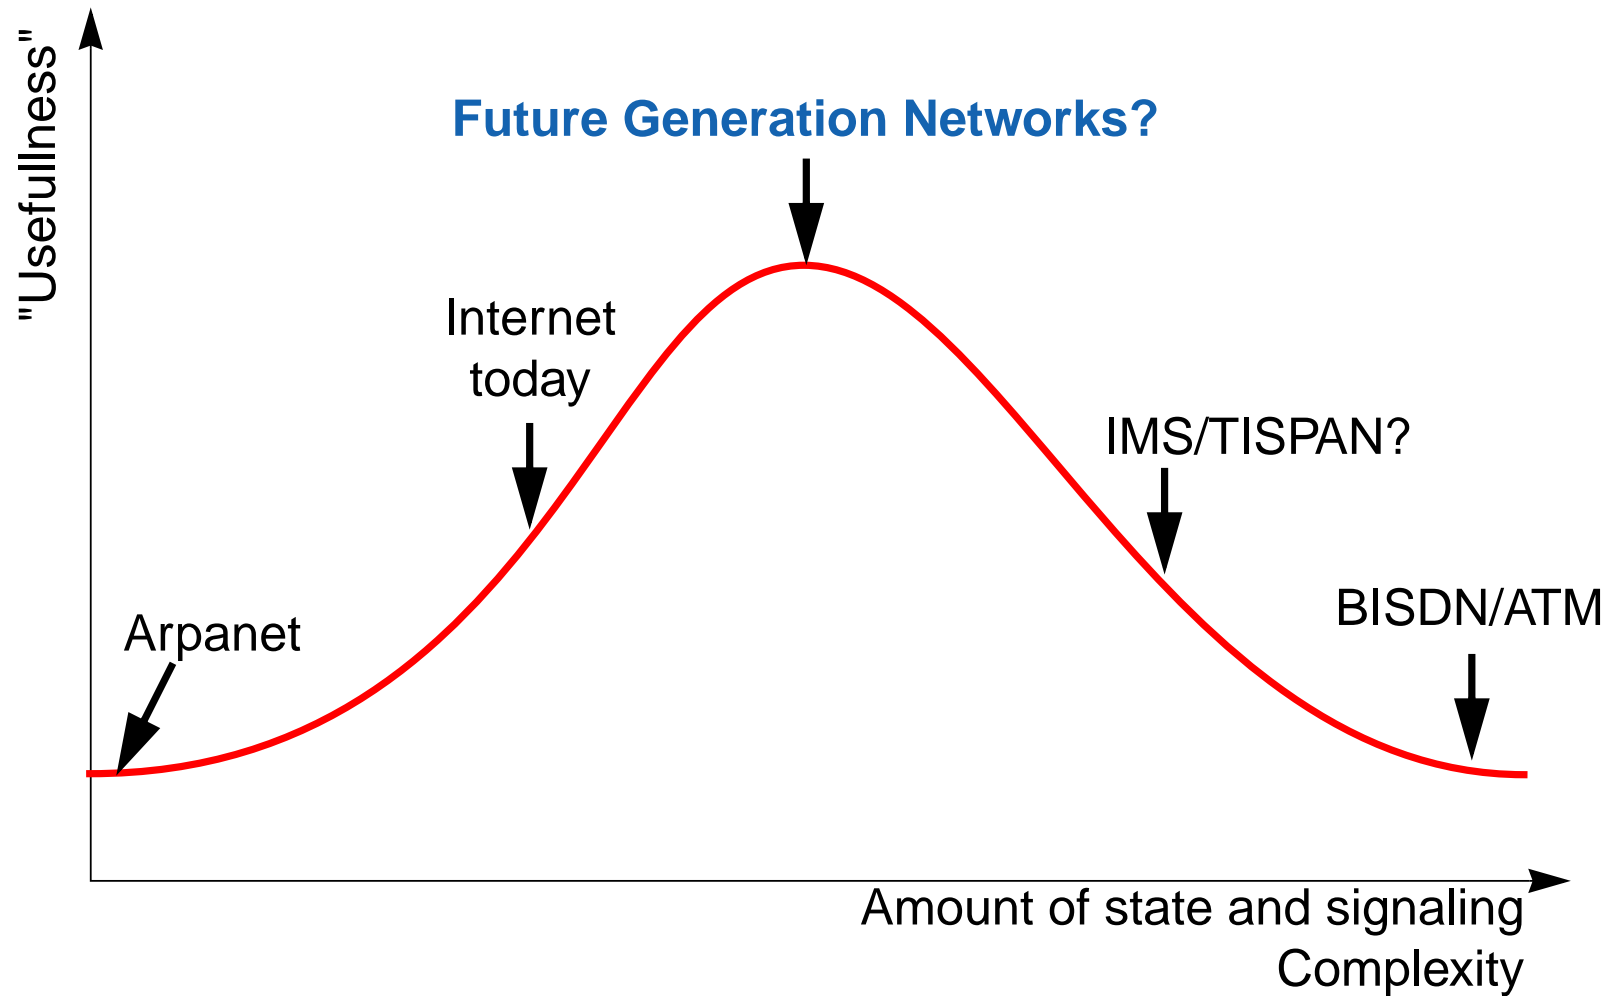 "Usefullness"
Future Generation Networks?
Internet
today
IMS/TISPAN?
BISDN/ATM
Arpanet
Amount of state and signaling
Complexity